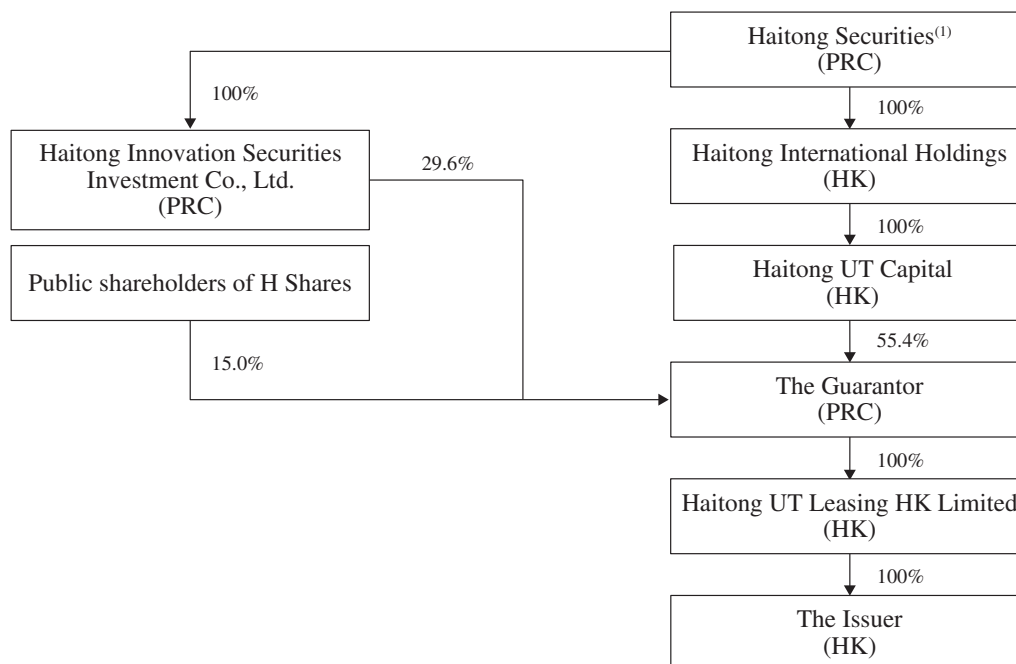 Haitong Securities(1)
(PRC)
100%
100%
Haitong Innovation Securities
Investment Co., Ltd.
(PRC)
29.6%
Haitong International Holdings
(HK)
100%
Public shareholders of H Shares
Haitong UT Capital
(HK)
15.0%
55.4%
The Guarantor
(PRC)
100%
Haitong UT Leasing HK Limited
(HK)
100%
The Issuer
(HK)